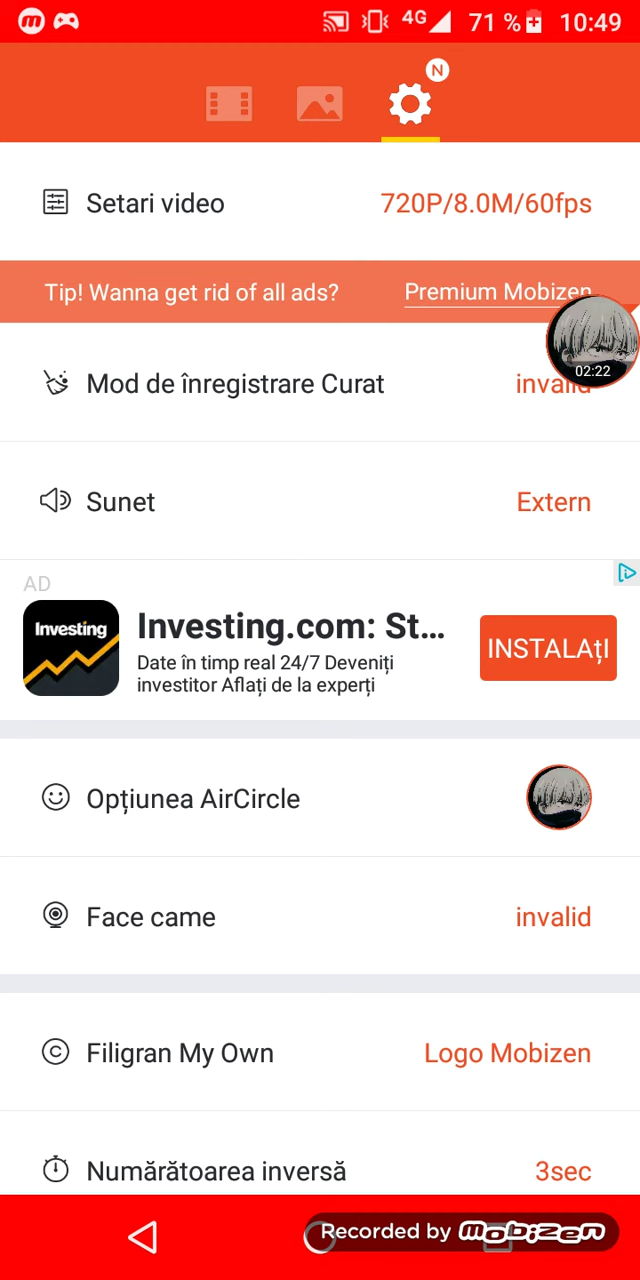 4G 71 % 10:49
N
Setari video 720P/8.0M/60fps
Tip! Wanna get rid of all ads? Premium Mobizen
02:22
Mod de înregistrare Curat invalid
Sunet Extern
AD
Investing
Investing.com: St...
Date în timp real 24/7 Deveniți
investitor Aflați de la experți
INSTALAțI
Opțiunea AirCircle
Face came invalid
Filigran My Own Logo Mobizen
Numărătoarea inversă 3sec
Recorded by mobizen